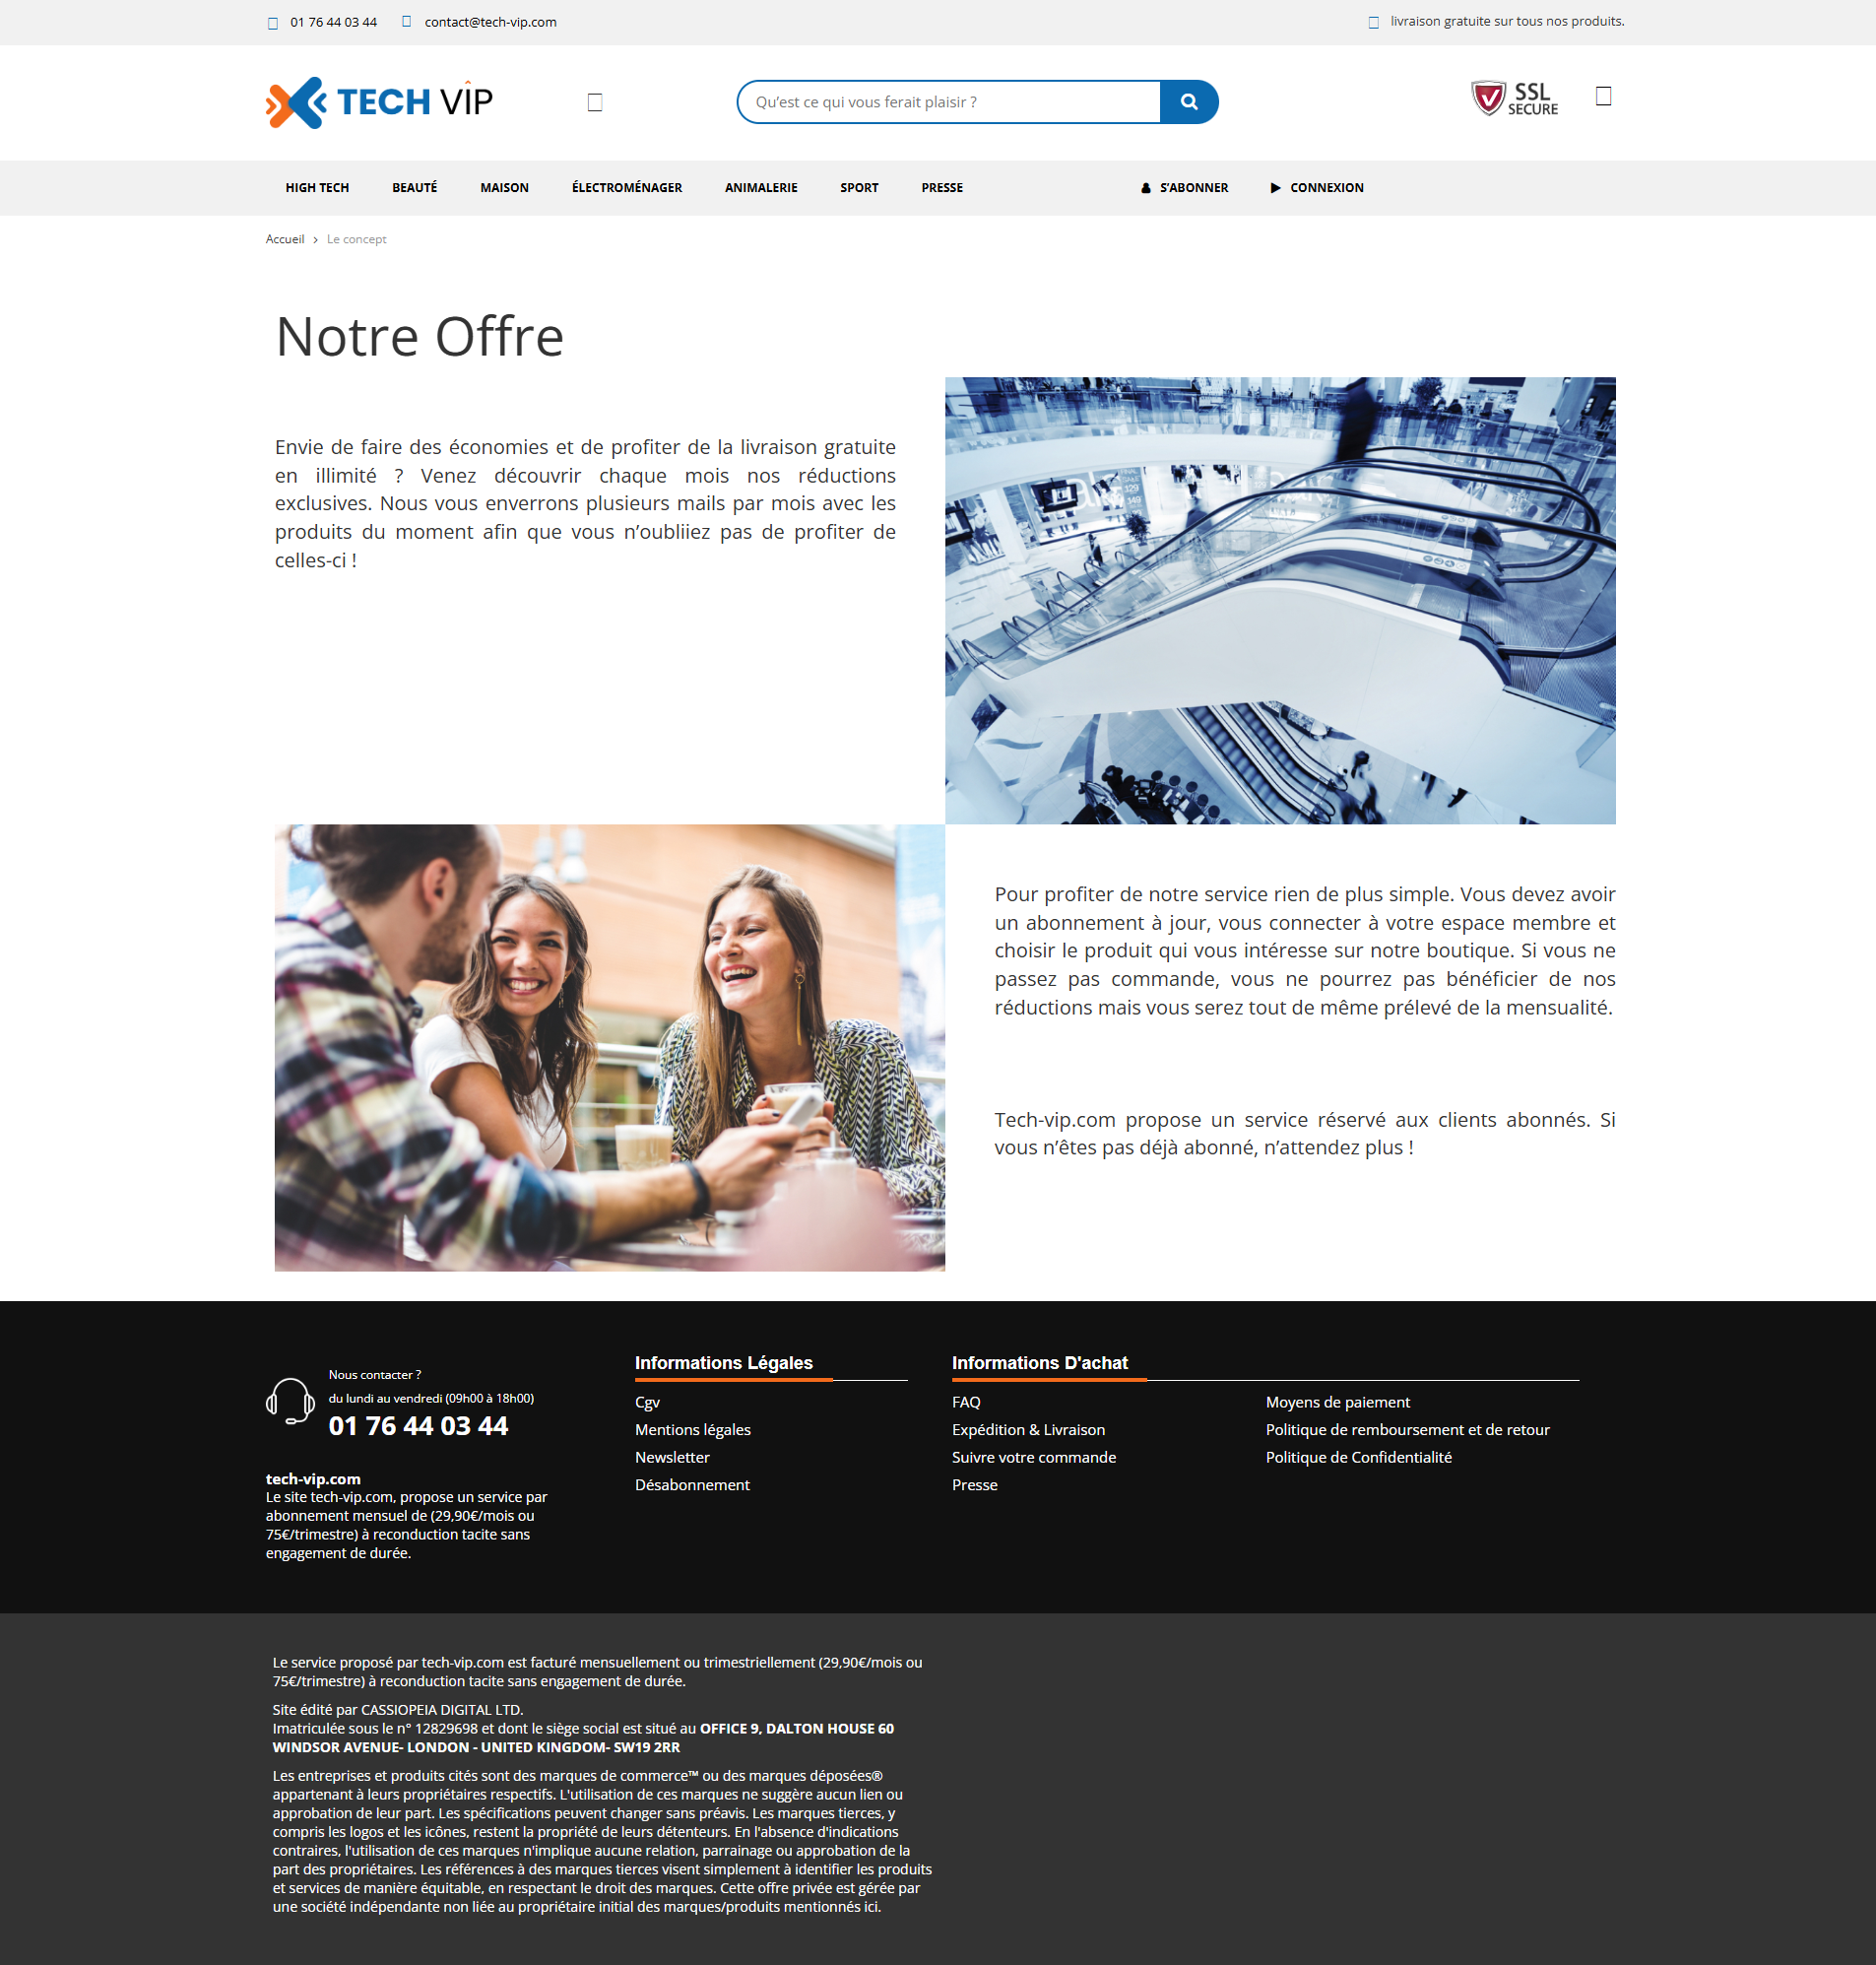 01 76 44 03 44 contact@tech-vip.com livraison gratuite sur tous nos produits.
TECH VIP
Qu’est ce qui vous ferait plaisir ?
SSL
SECURE
HIGH TECH BEAUTÉ MAISON ÉLECTROMÉNAGER ANIMALERIE SPORT PRESSE S’ABONNER CONNEXION
Accueil > Le concept
Notre Offre
Envie de faire des économies et de profiter de la livraison gratuite
en illimité ? Venez découvrir chaque mois nos réductions
exclusives. Nous vous enverrons plusieurs mails par mois avec les
produits du moment afin que vous n’oubliiez pas de profiter de
celles-ci !
Pour profiter de notre service rien de plus simple. Vous devez avoir
un abonnement à jour, vous connecter à votre espace membre et
choisir le produit qui vous intéresse sur notre boutique. Si vous ne
passez pas commande, vous ne pourrez pas bénéficier de nos
réductions mais vous serez tout de même prélevé de la mensualité.
Tech-vip.com propose un service réservé aux clients abonnés. Si
vous n’êtes pas déjà abonné, n’attendez plus !
Nous contacter ?
du lundi au vendredi (09h00 à 18h00)
01 76 44 03 44
tech-vip.com
Le site tech-vip.com, propose un service par
abonnement mensuel de (29,90€/mois ou
75€/trimestre) à reconduction tacite sans
engagement de durée.
Informations Légales
Cgv
Mentions légales
Newsletter
Désabonnement
Informations D'achat
FAQ
Expédition & Livraison
Suivre votre commande
Presse
Moyens de paiement
Politique de remboursement et de retour
Politique de Confidentialité
Le service proposé par tech-vip.com est facturé mensuellement ou trimestriellement (29,90€/mois ou
75€/trimestre) à reconduction tacite sans engagement de durée.
Site édité par CASSIOPEIA DIGITAL LTD.
Imatriculée sous le n° 12829698 et dont le siège social est situé au OFFICE 9, DALTON HOUSE 60
WINDSOR AVENUE- LONDON - UNITED KINGDOM- SW19 2RR
Les entreprises et produits cités sont des marques de commerce™ ou des marques déposées®
appartenant à leurs propriétaires respectifs. L'utilisation de ces marques ne suggère aucun lien ou
approbation de leur part. Les spécifications peuvent changer sans préavis. Les marques tierces, y
compris les logos et les icônes, restent la propriété de leurs détenteurs. En l'absence d'indications
contraires, l'utilisation de ces marques n'implique aucune relation, parrainage ou approbation de la
part des propriétaires. Les références à des marques tierces visent simplement à identifier les produits
et services de manière équitable, en respectant le droit des marques. Cette offre privée est gérée par
une société indépendante non liée au propriétaire initial des marques/produits mentionnés ici.